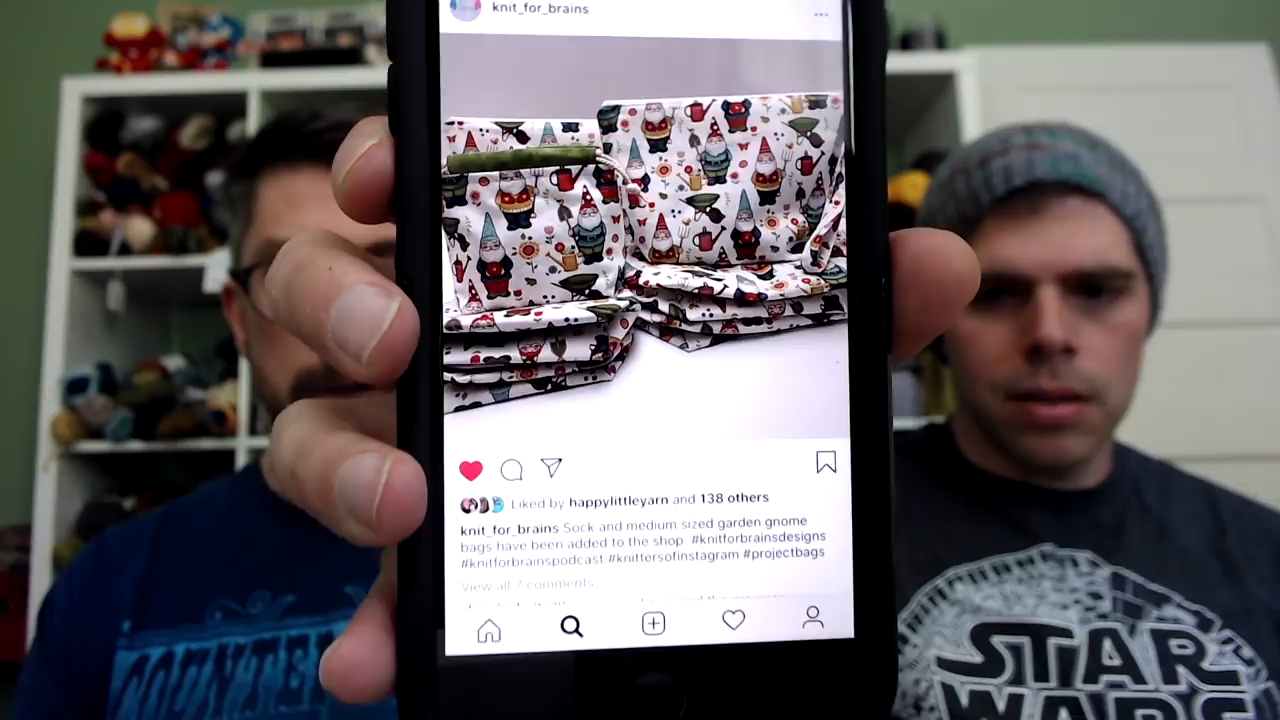 knit_for_brains
Liked by happylittleyarn and 138 others
knit_for_brains Sock and medium sized garden gnome
bags have been added to the shop. #knitforbrainsdesigns
#knitforbrainspodcast #knittersofinstagram #projectbags
View all 7 comments
STAR
WARS